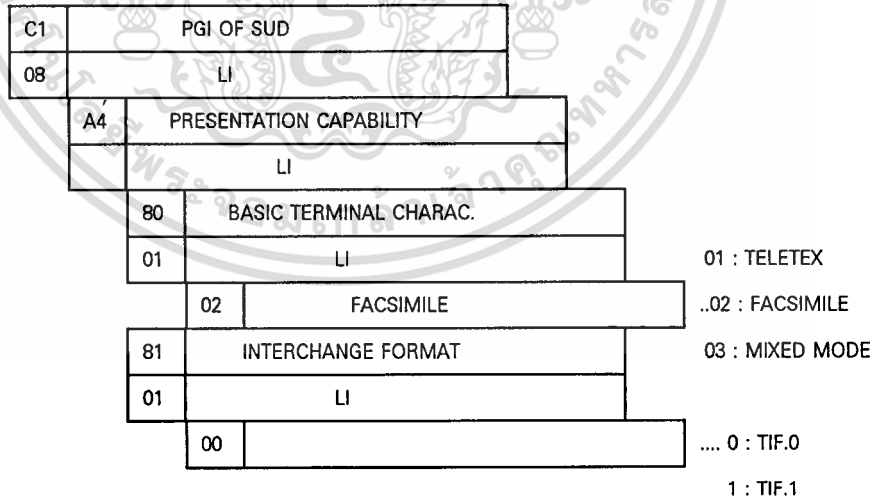 C1 PGI OF SUD
08 LI
A4 PRESENTATION CAPABILITY
LI
80 BASIC TERMINAL CHARAC.
01 LI 01 : TELETEX
02 FACSIMILE ..02 : FACSIMILE
81 INTERCHANGE FORMAT 03 : MIXED MODE
01 LI
00 .... 0 : TIF.0
1 : TIF.1